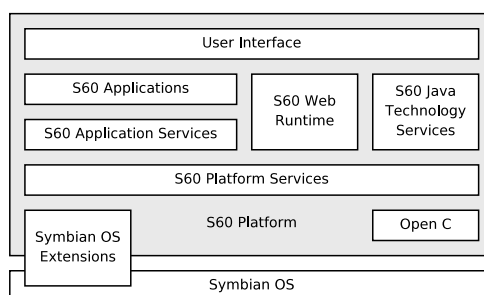 User Interface
S60 Applications
S60 Application Services
S60 Web
Runtime
S60 Java
Technology
Services
S60 Platform Services
Symbian OS
Extensions
S60 Platform
Open C
Symbian OS